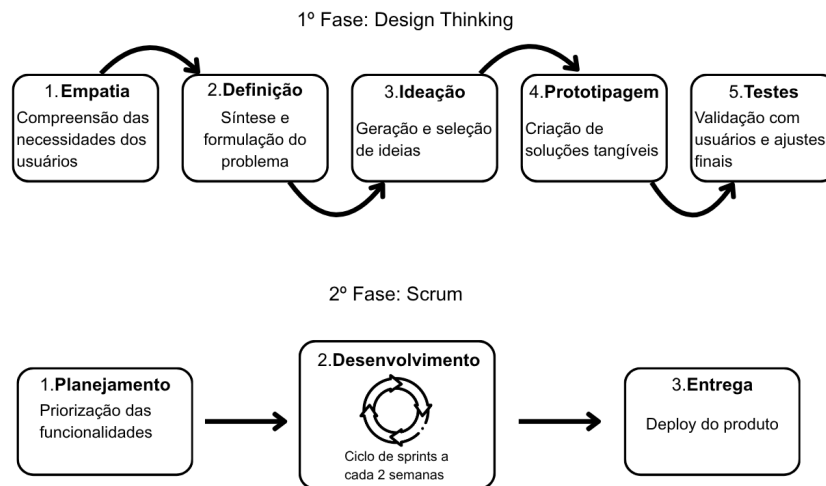 1º Fase: Design Thinking
1.Empatia
Compreensão das
necessidades dos
usuários
2.Definição
Síntese e
formulação do
problema
3.Ideação
Geração e seleção
de ideias
4.Prototipagem
Criação de
soluções tangíveis
5.Testes
Validação com
usuários e ajustes
finais
2º Fase: Scrum
1.Planejamento
Priorização das
funcionalidades
2.Desenvolvimento
Ciclo de sprints a
cada 2 semanas
3.Entrega
Deploy do produto